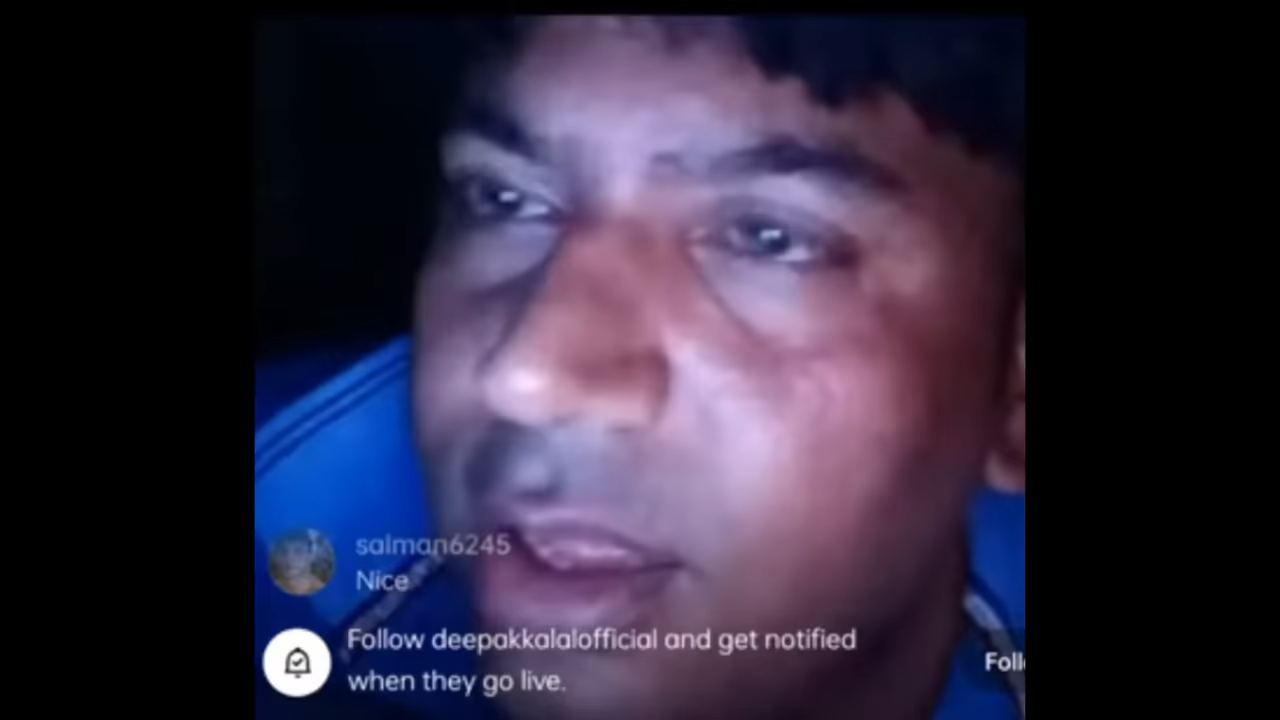 salman6245
Nice
Follow deepakkalalofficial and get notified
when they go live.